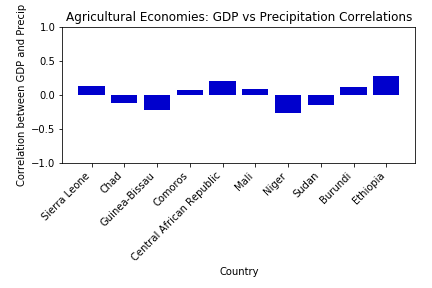 Agricultural Economies: GDP vs Precipitation Correlations
Correlation between GDP and Precip
1.0
0.5
0.0
−0.5
−1.0
Sierra Leone
Chad
Guinea-Bissau
Comoros
Central African Republic
Mali
Niger
Sudan
Burundi
Ethiopia
Country